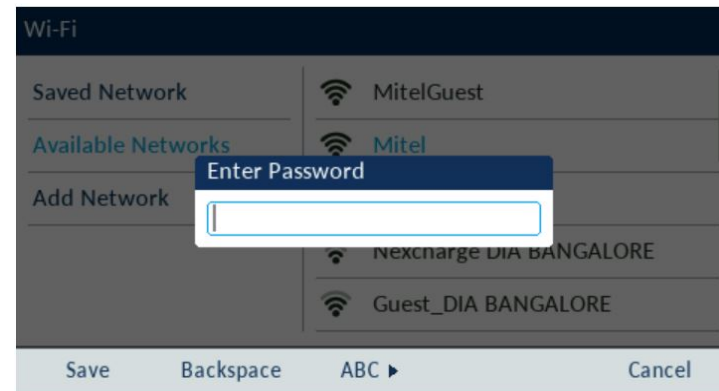 Wi-Fi
Saved Network
Available Networks
Add Network
MitelGuest
Mitel
Nexcharge DIA BANGALORE
Guest_DIA BANGALORE
Enter Password
Save Backspace ABC ▶ Cancel